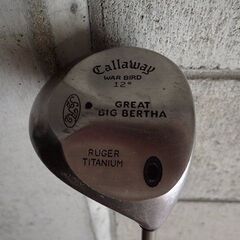 Callaway
WAR BIRD
12°
GREAT
BIG BERTHA
RUGER
TITANIUM